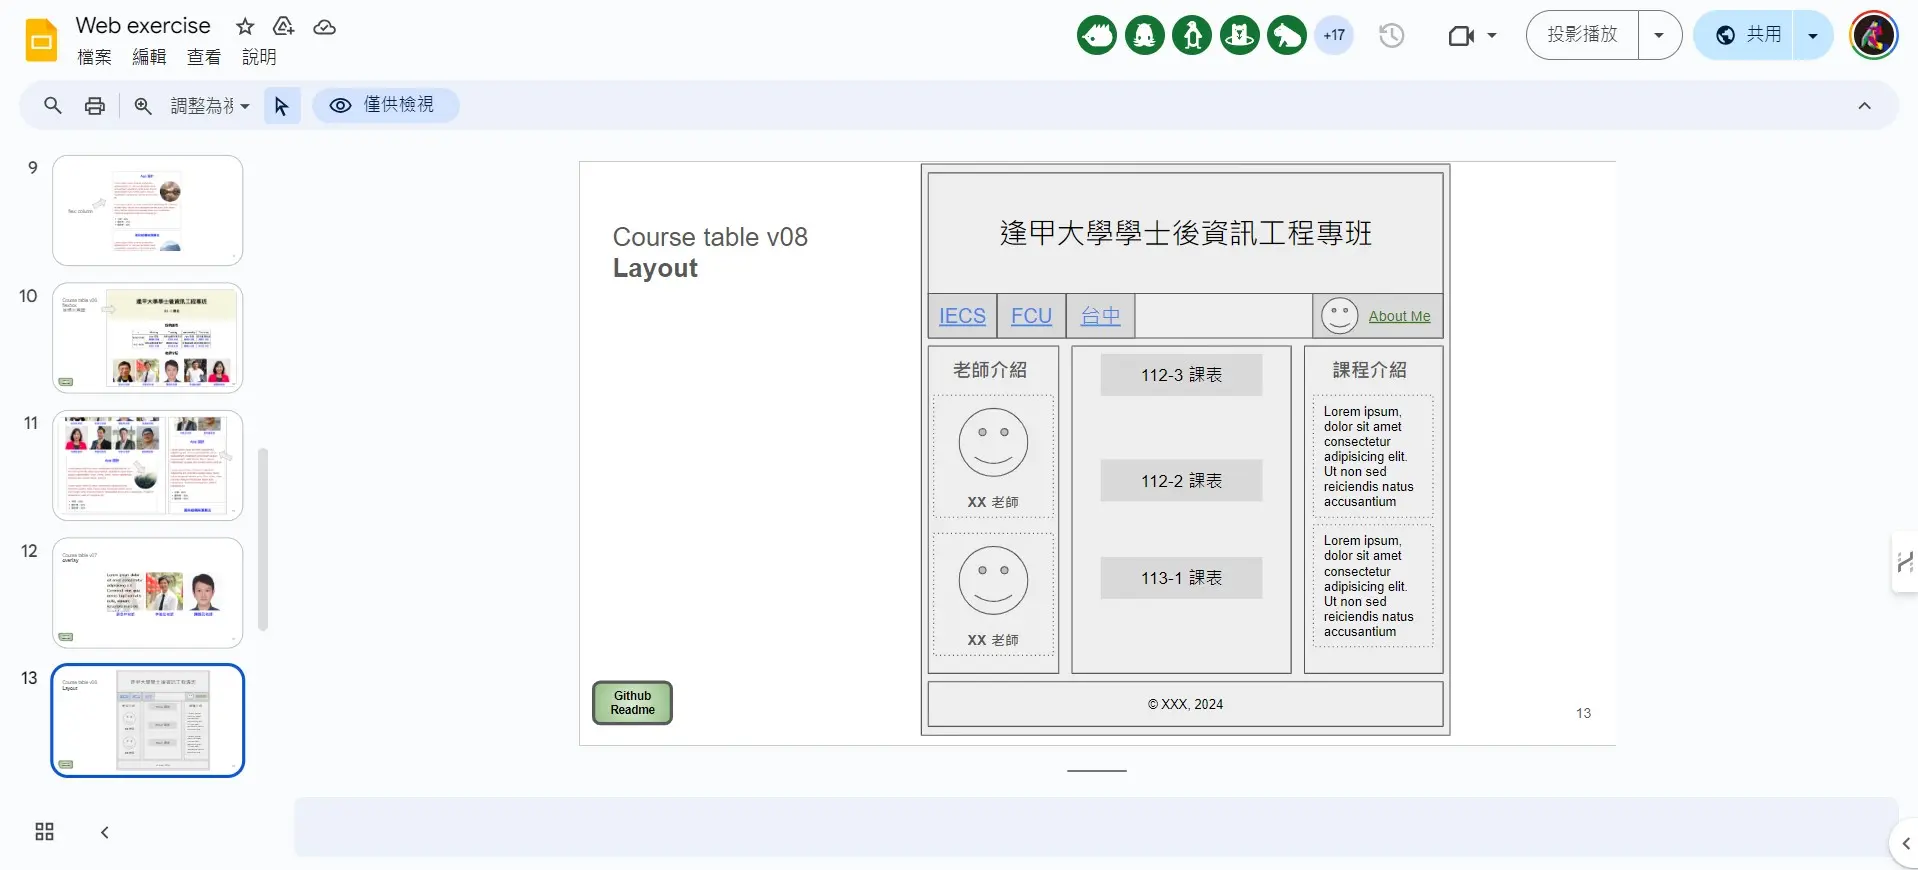 Web exercise
檔案 編輯 查看 說明
+17
投影播放
共用
調整為視
僅供檢視
9
10
11
12
13
Course table v08
Layout
Github
Readme
逢甲大學學士後資訊工程專班
IECS FCU 台中
About Me
老師介紹
XX 老師
XX 老師
112-3 課表
112-2 課表
113-1 課表
課程介紹
Lorem ipsum,
dolor sit amet
consectetur
adipisicing elit.
Ut non sed
reiciendis natus
accusantium
Lorem ipsum,
dolor sit amet
consectetur
adipisicing elit.
Ut non sed
reiciendis natus
accusantium
© XXX, 2024
13